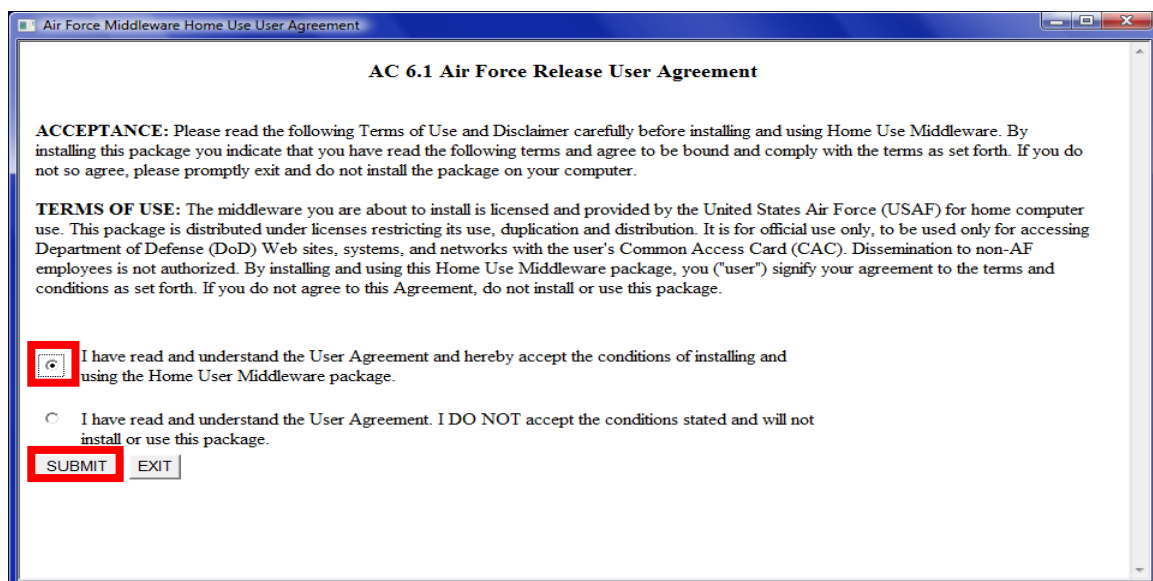 Air Force Middleware Home Use User Agreement
AC 6.1 Air Force Release User Agreement
ACCEPTANCE: Please read the following Terms of Use and Disclaimer carefully before installing and using Home Use Middleware. By
installing this package you indicate that you have read the following terms and agree to be bound and comply with the terms as set forth. If you do
not so agree, please promptly exit and do not install the package on your computer.
TERMS OF USE: The middleware you are about to install is licensed and provided by the United States Air Force (USAF) for home computer
use. This package is distributed under licenses restricting its use, duplication and distribution. It is for official use only, to be used only for accessing
Department of Defense (DoD) Web sites, systems, and networks with the user's Common Access Card (CAC). Dissemination to non-AF
employees is not authorized. By installing and using this Home Use Middleware package, you ("user") signify your agreement to the terms and
conditions as set forth. If you do not agree to this Agreement, do not install or use this package.
I have read and understand the User Agreement and hereby accept the conditions of installing and
using the Home User Middleware package.
I have read and understand the User Agreement. I DO NOT accept the conditions stated and will not
install or use this package.
SUBMIT EXIT